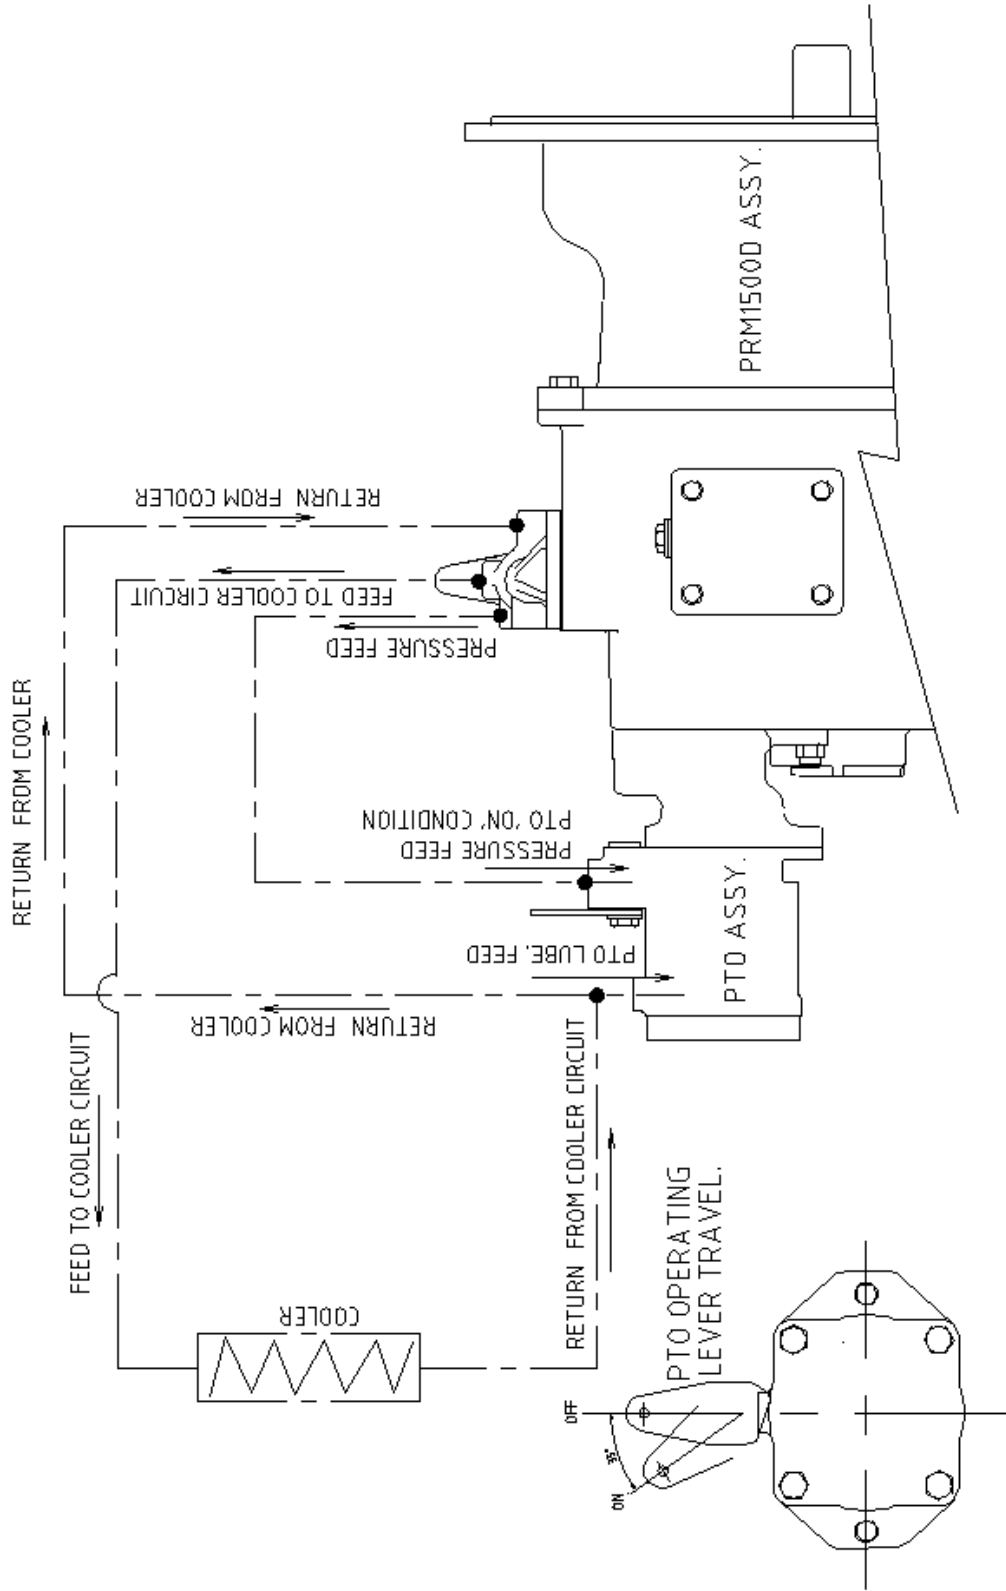 RETURN FROM COOLER
FEED TO COOLER CIRCUIT
PRESSURE FEED
RETURN FROM COOLER
PRM1500D ASSY.
PRESSURE FEED
PTO 'ON' CONDITION
PTO LUBE. FEED
PTO ASSY.
RETURN FROM COOLER
FEED TO COOLER CIRCUIT
RETURN FROM COOLER CIRCUIT
COOLER
PTO OPERATING
LEVER TRAVEL.
OFF
35°
ON